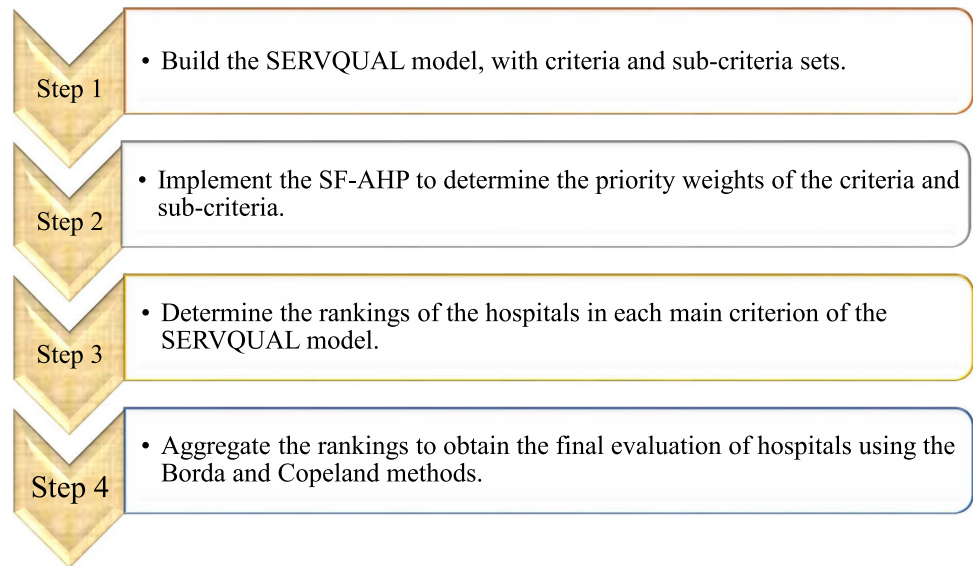 Step 1
• Build the SERVQUAL model, with criteria and sub-criteria sets.
Step 2
• Implement the SF-AHP to determine the priority weights of the criteria and
sub-criteria.
Step 3
• Determine the rankings of the hospitals in each main criterion of the
SERVQUAL model.
Step 4
• Aggregate the rankings to obtain the final evaluation of hospitals using the
Borda and Copeland methods.